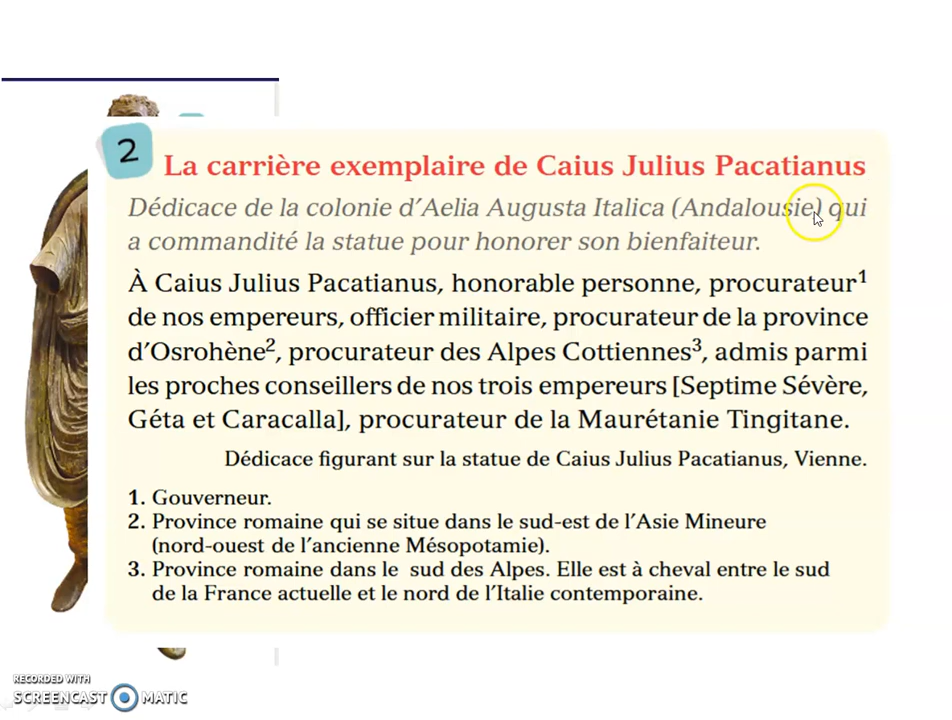 2
La carrière exemplaire de Caius Julius Pacatianus
Dédicace de la colonie d'Aelia Augusta Italica (Andalousie) qui
a commandité la statue pour honorer son bienfaiteur.
À Caius Julius Pacatianus, honorable personne, procurateur¹
de nos empereurs, officier militaire, procurateur de la province
d'Osrohène², procurateur des Alpes Cottiennes³, admis parmi
les proches conseillers de nos trois empereurs [Septime Sévère,
Géta et Caracalla], procurateur de la Maurétanie Tingitane.
Dédicace figurant sur la statue de Caius Julius Pacatianus, Vienne.
1. Gouverneur.
2. Province romaine qui se situe dans le sud-est de l'Asie Mineure
(nord-ouest de l'ancienne Mésopotamie).
3. Province romaine dans le sud des Alpes. Elle est à cheval entre le sud
de la France actuelle et le nord de l'Italie contemporaine.
RECORDED WITH
SCREENCAST MATIC